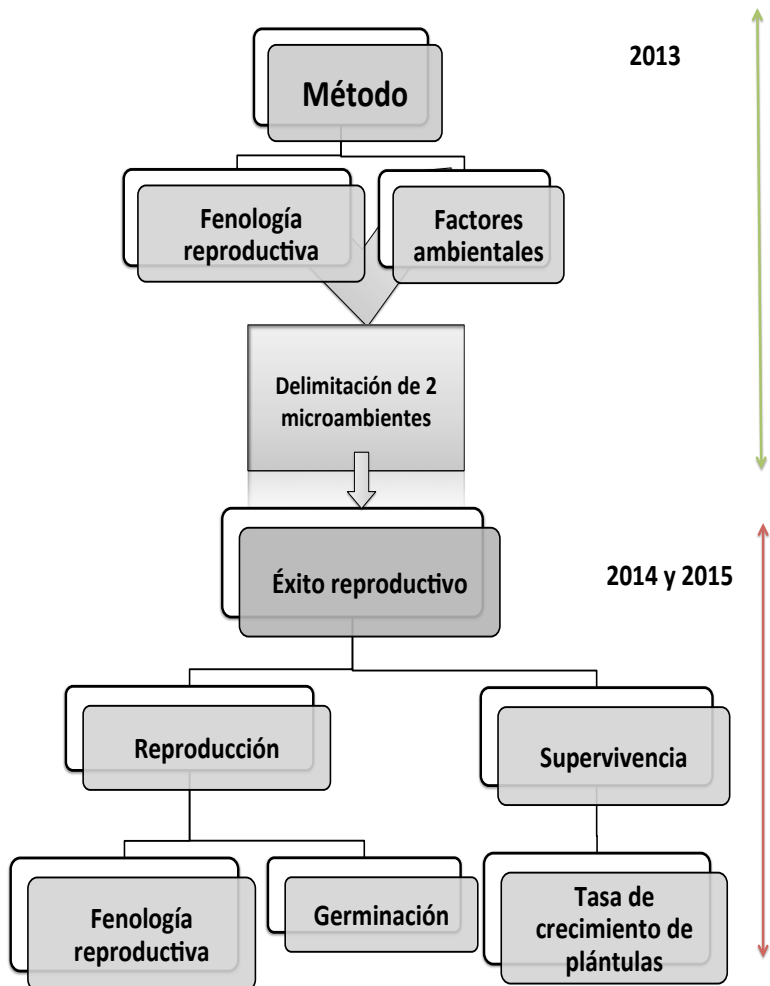 2013
Método
Fenología
reproductiva
Factores
ambientales
Delimitación de 2
microambientes
Éxito reproductivo
2014 y 2015
Reproducción
Supervivencia
Fenología
reproductiva
Germinación
Tasa de
crecimiento de
plántulas